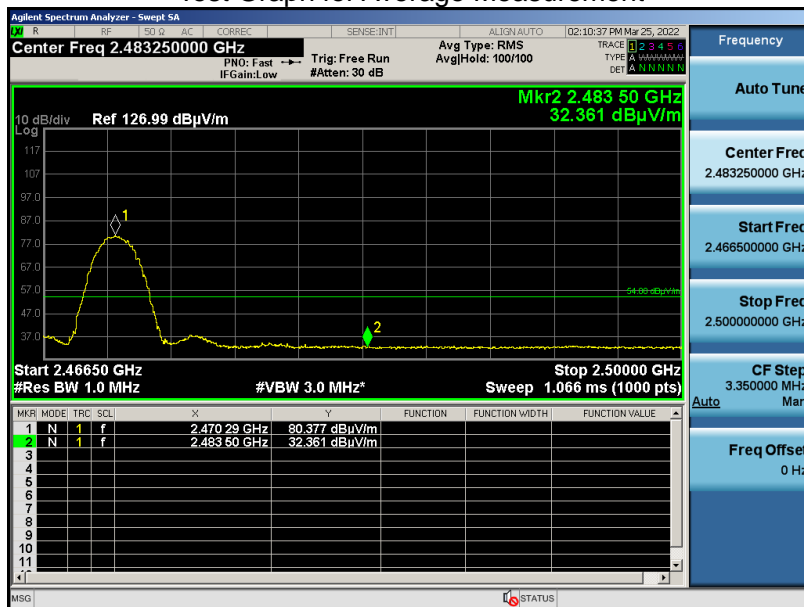 Agilent Spectrum Analyzer - Swept SA
LXI R RF 50 Ω AC CORREC SENSE:INT ALIGN AUTO 02:10:37 PM Mar 25, 2022
Center Freq 2.483250000 GHz
PNO: Fast
IFGain:Low
Trig: Free Run
#Atten: 30 dB
Avg Type: RMS
Avg|Hold: 100/100
TRACE 1 2 3 4 5 6
TYPE A WWWWW
DET A N N N N N
Mkr2 2.483 50 GHz
32.361 dBµV/m
10 dB/div Ref 126.99 dBµV/m
Log
117
107
97.0
87.0
77.0
67.0
57.0
47.0
37.0
1
54.00 dBµV/m
2
Start 2.46650 GHz Stop 2.50000 GHz
#Res BW 1.0 MHz #VBW 3.0 MHz* Sweep 1.066 ms (1000 pts)
MKR MODE TRC SCL X Y FUNCTION FUNCTION WIDTH FUNCTION VALUE
1 N 1 f 2.470 29 GHz 80.377 dBµV/m
2 N 1 f 2.483 50 GHz 32.361 dBµV/m
3
4
5
6
7
8
9
10
11
MSG STATUS
Frequency
Auto Tune
Center Freq
2.483250000 GHz
Start Freq
2.466500000 GHz
Stop Freq
2.500000000 GHz
CF Step
3.350000 MHz
Auto Man
Freq Offset
0 Hz